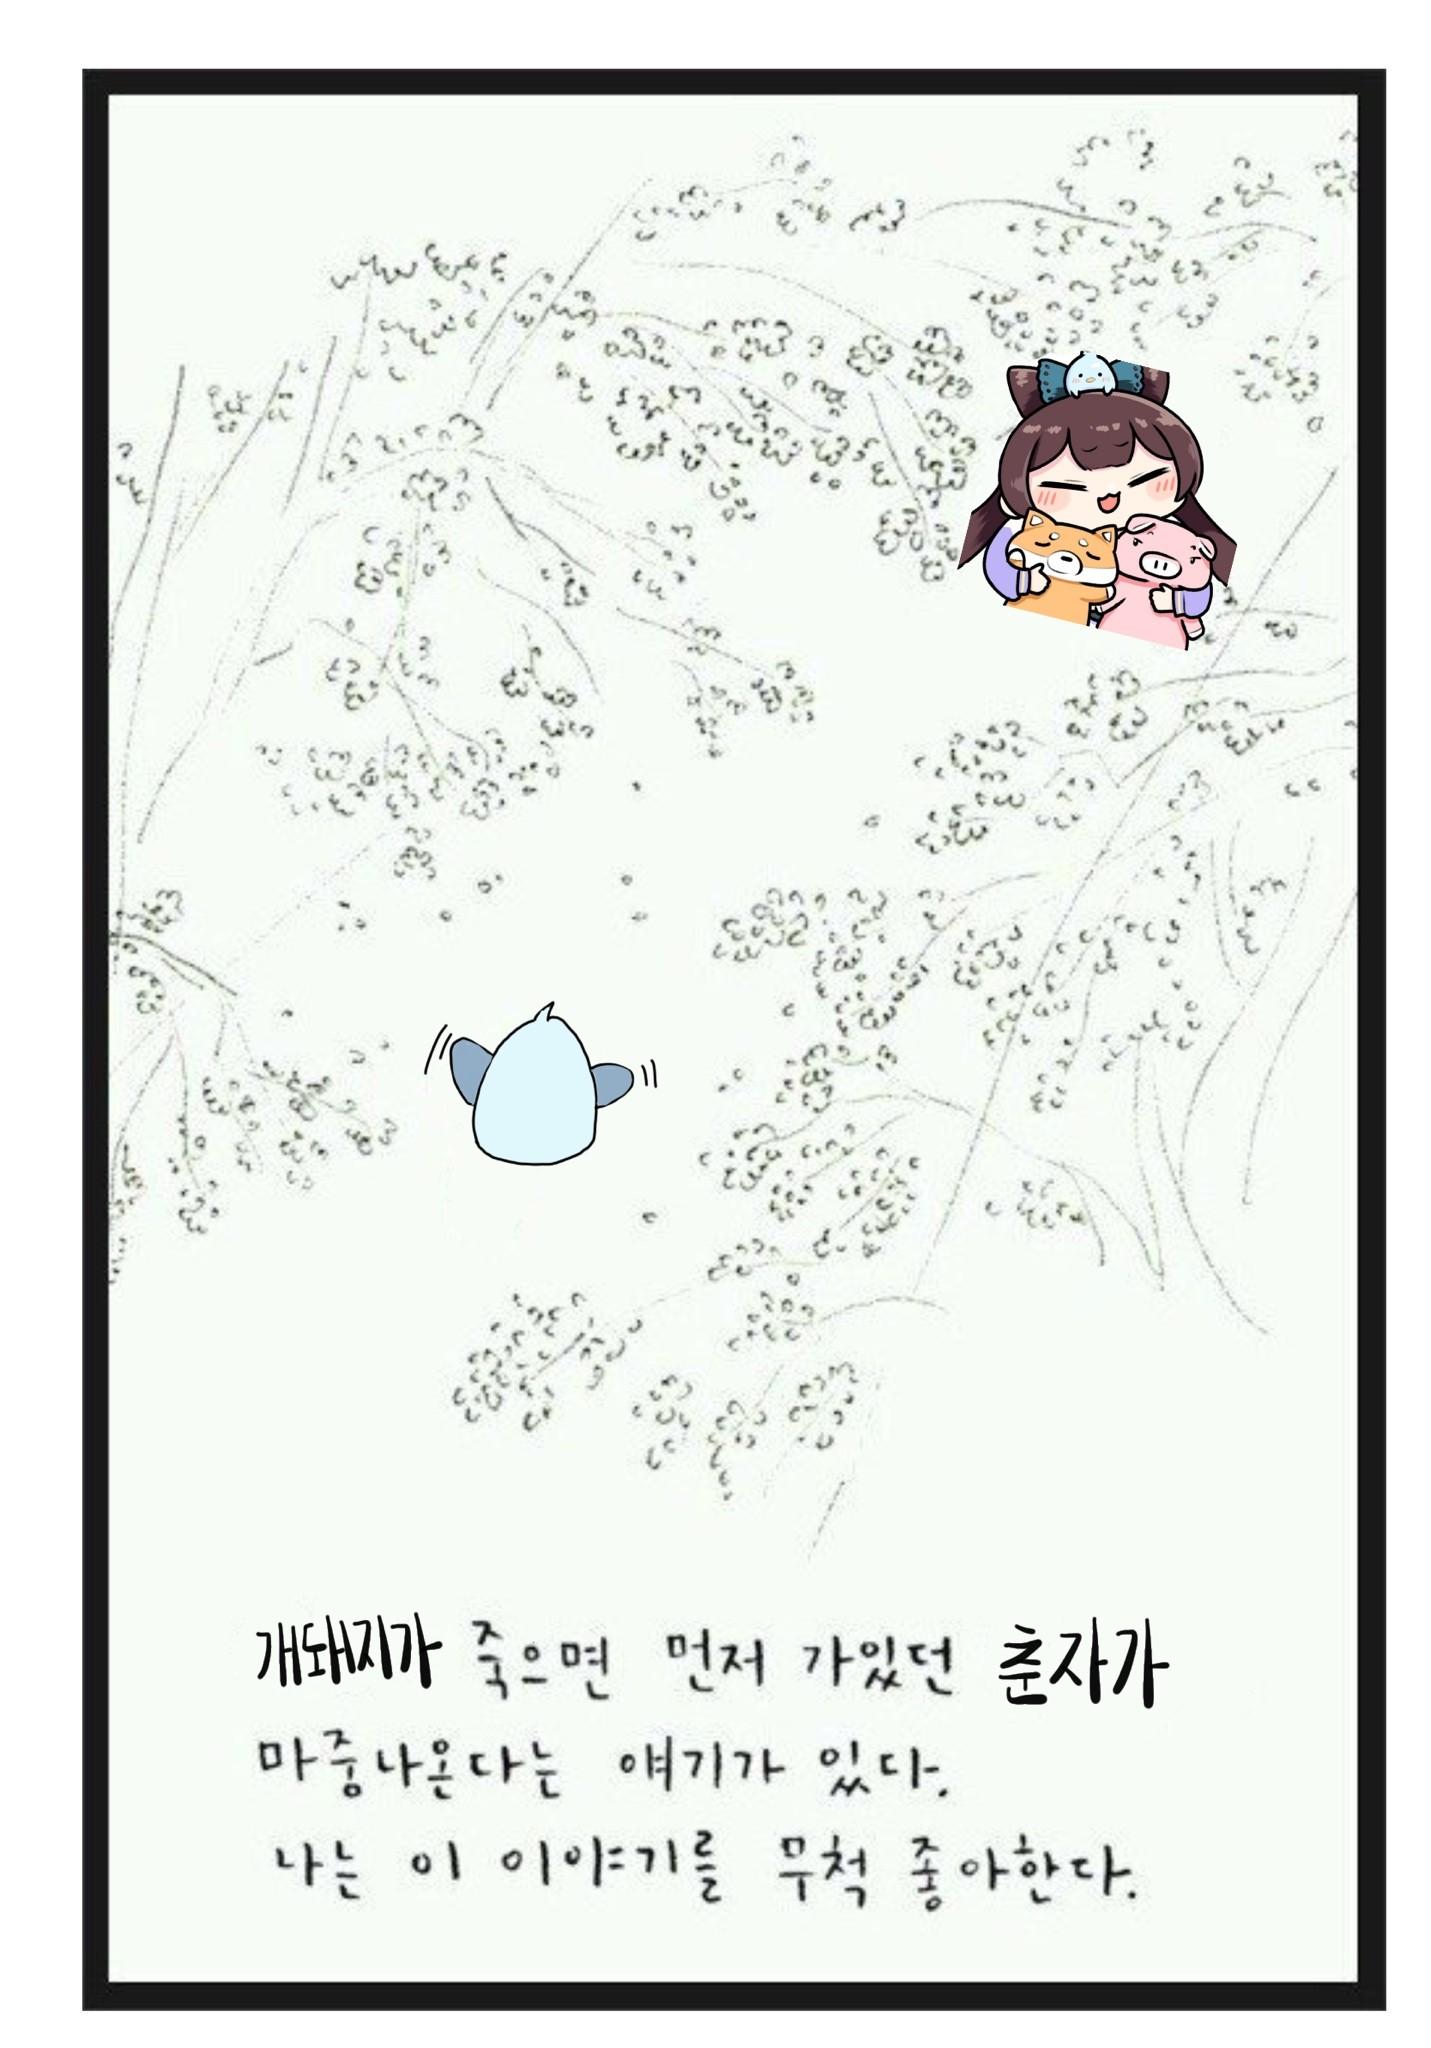 개돼지가 죽으면 먼저 가있던 춘자가
마중나온다는 얘기가 있다.
나는 이 이야기를 무척 좋아한다.